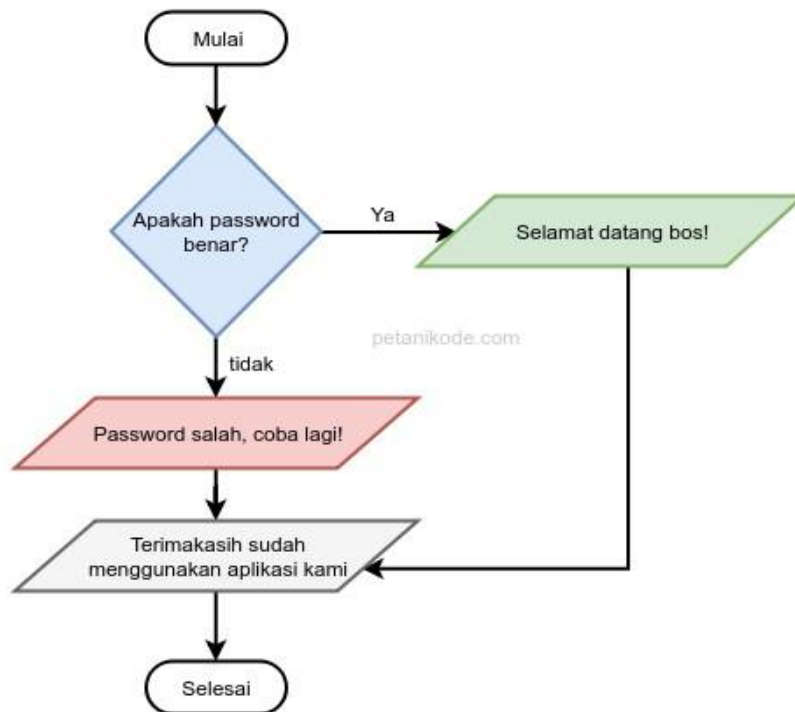 Mulai
Apakah password
benar?
Ya
Selamat datang bos!
petanikode.com
tidak
Password salah, coba lagi!
Terimakasih sudah
menggunakan aplikasi kami
Selesai